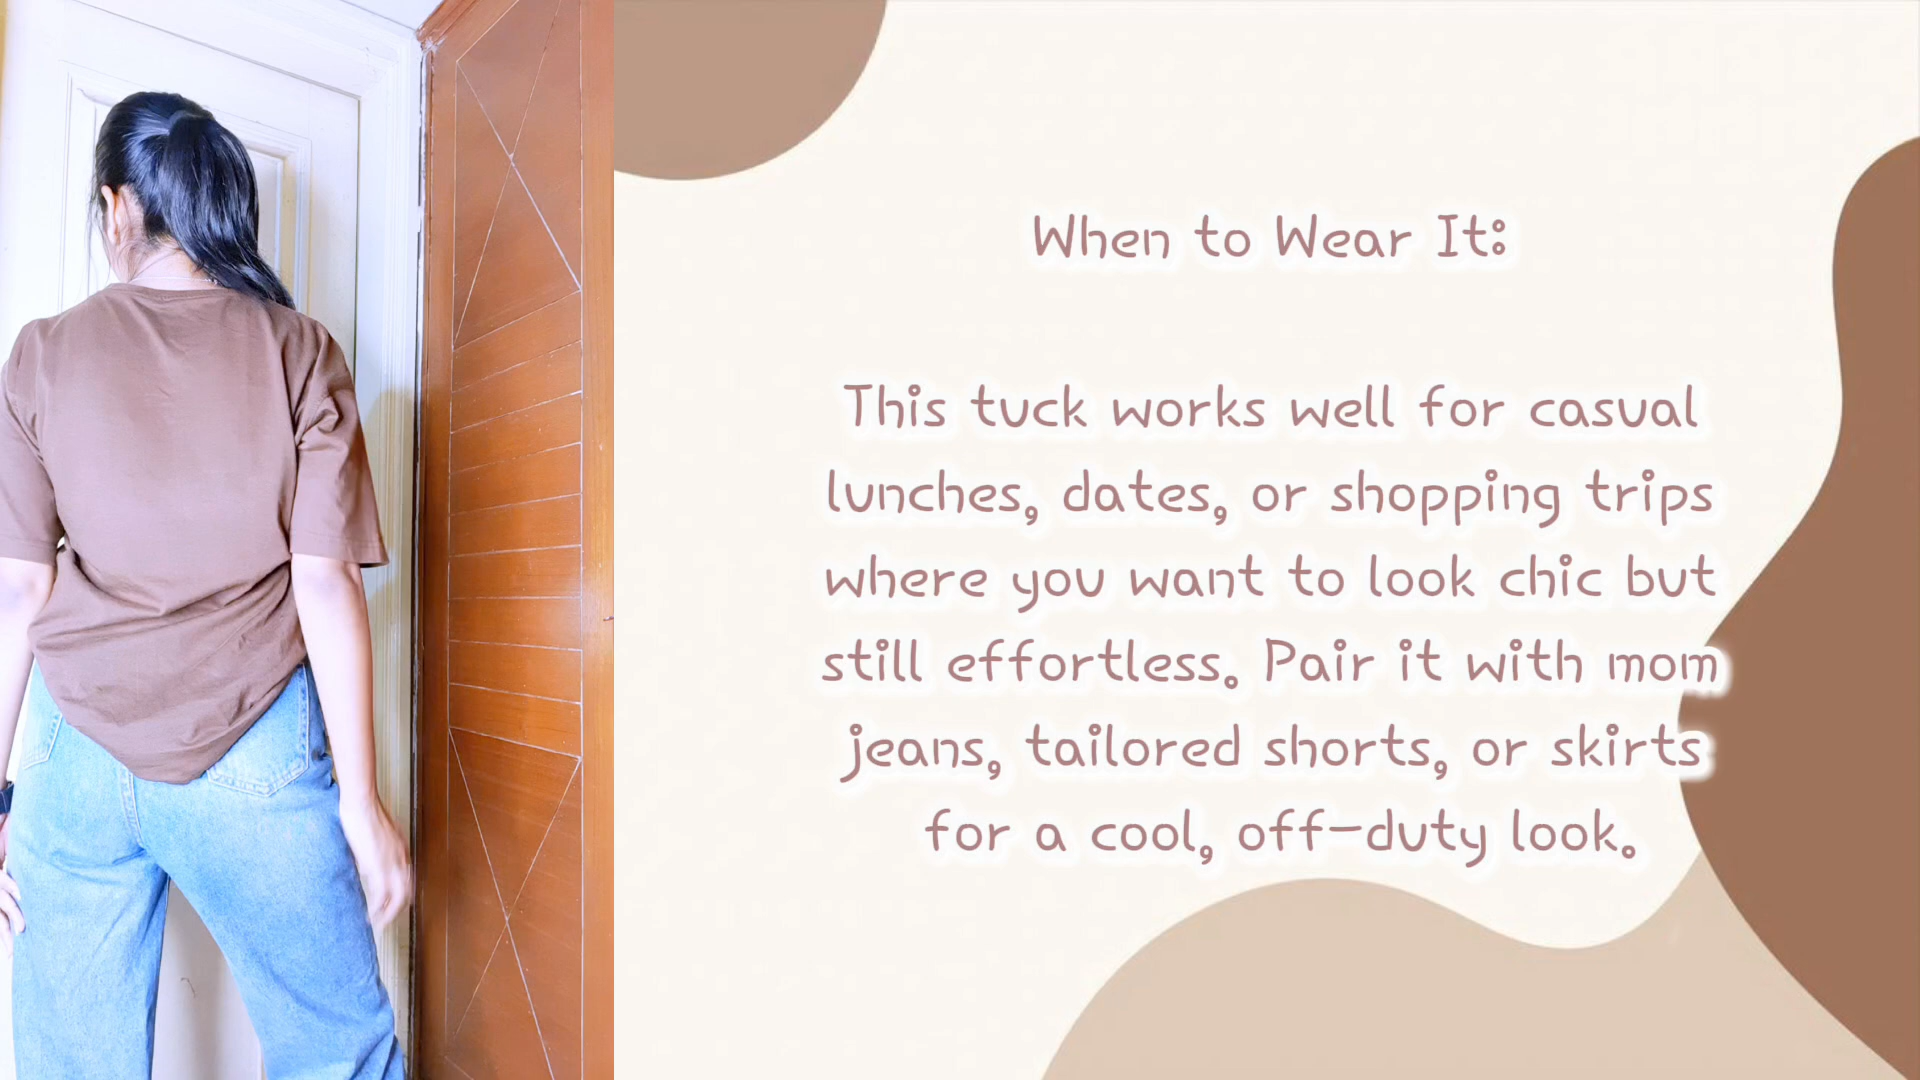 When to Wear It:
This tuck works well for casual
lunches, dates, or shopping trips
where you want to look chic but
still effortless. Pair it with mom
jeans, tailored shorts, or skirts
for a cool, off-duty look.